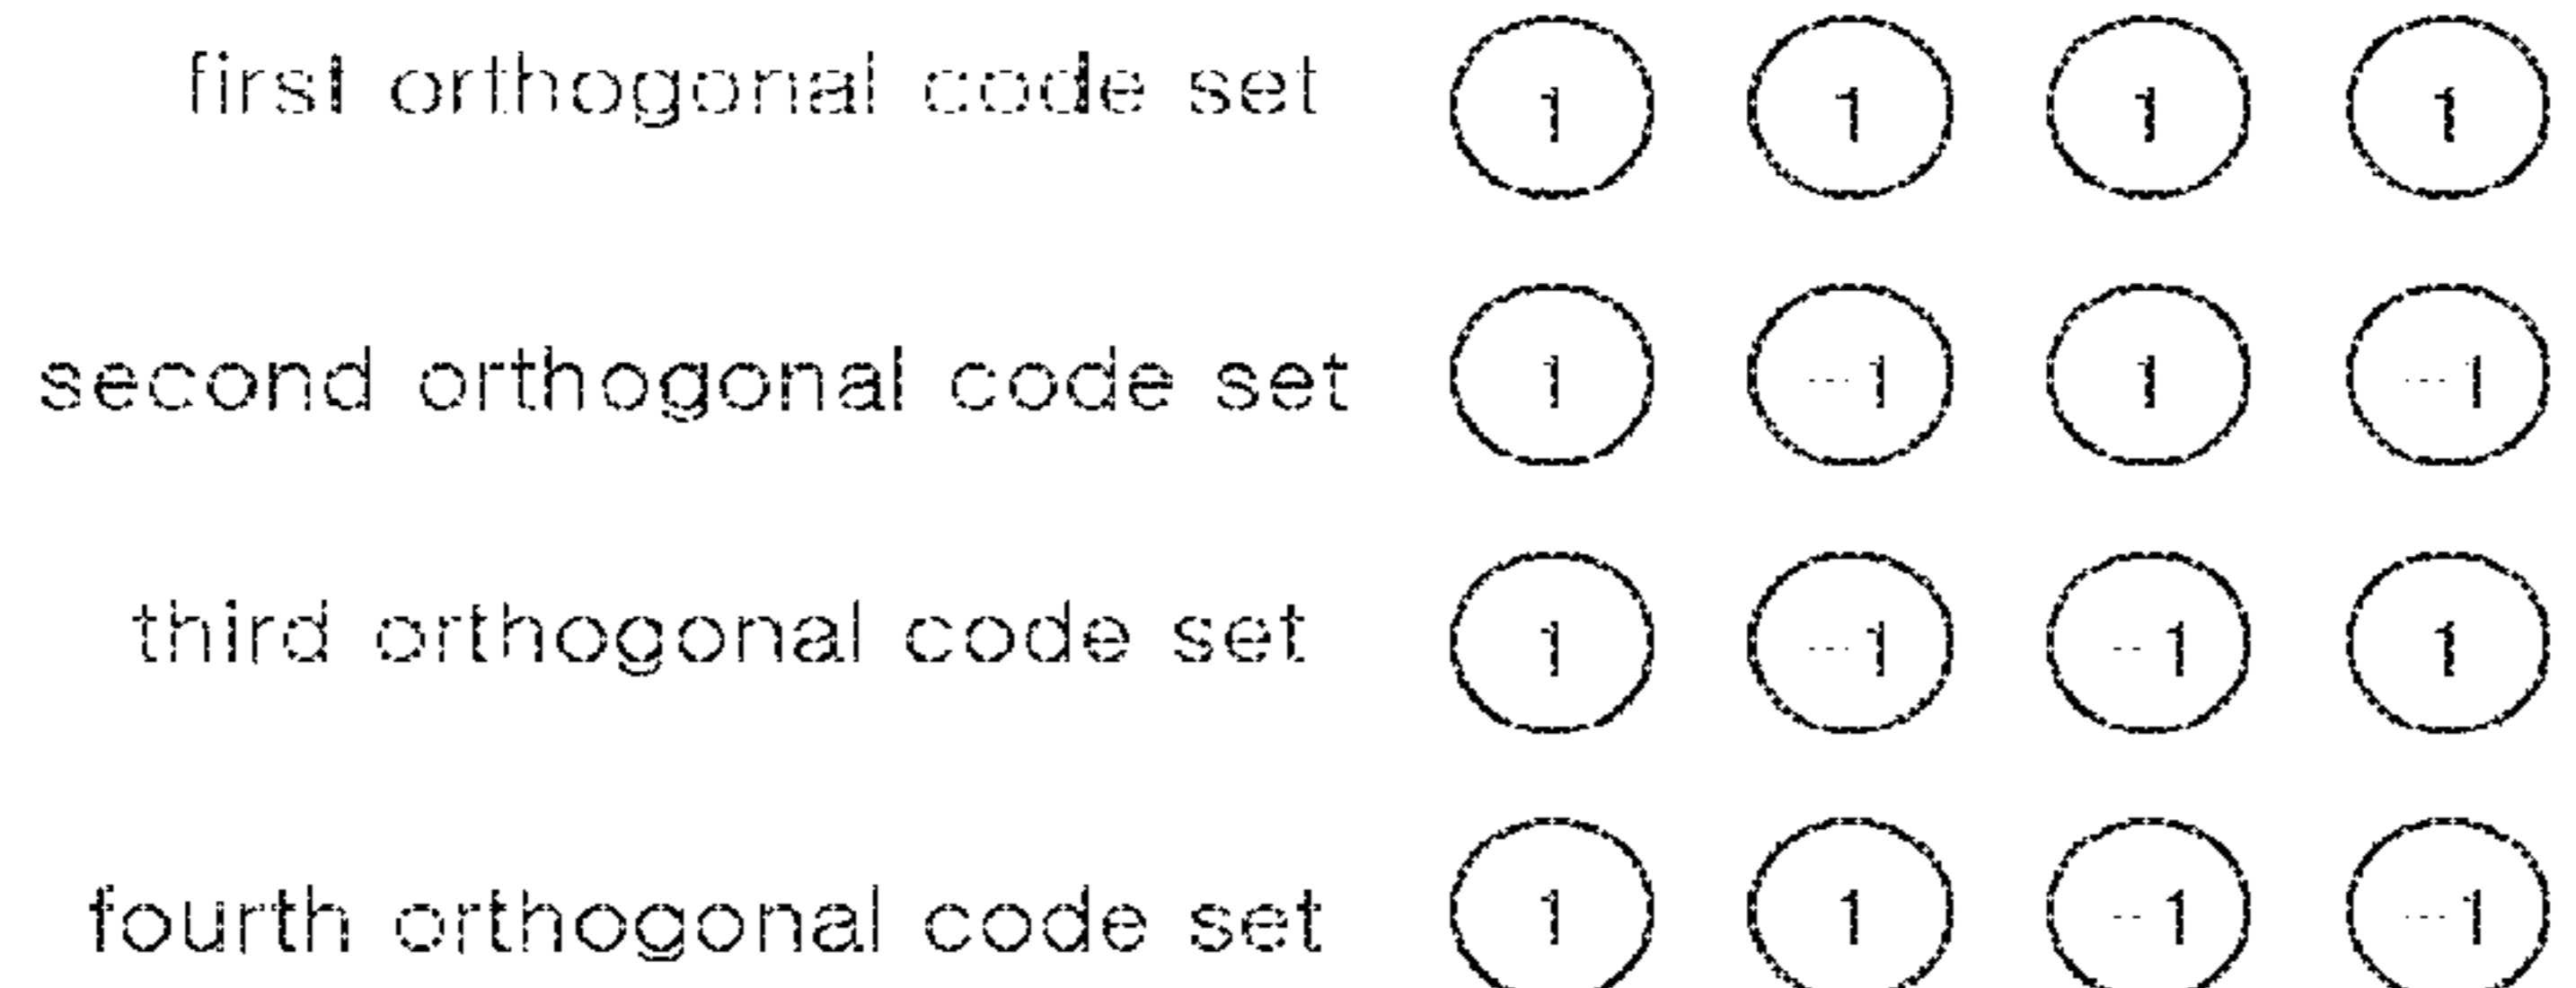 first orthogonal code set 1 1 1 1
second orthogonal code set 1 -1 1 -1
third orthogonal code set 1 -1 -1 1
fourth orthogonal code set 1 1 -1 -1